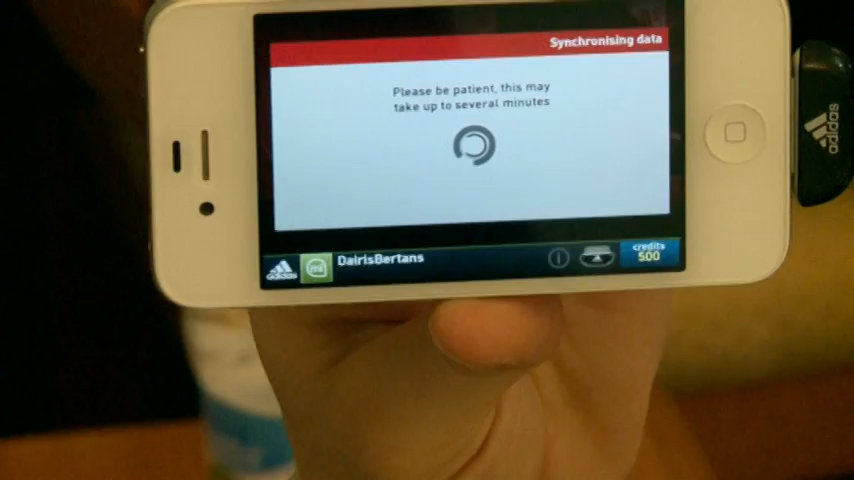 Synchronising data
Please be patient, this may
take up to several minutes
adidas
adidas
mi
DairisBertans
i
credits
500